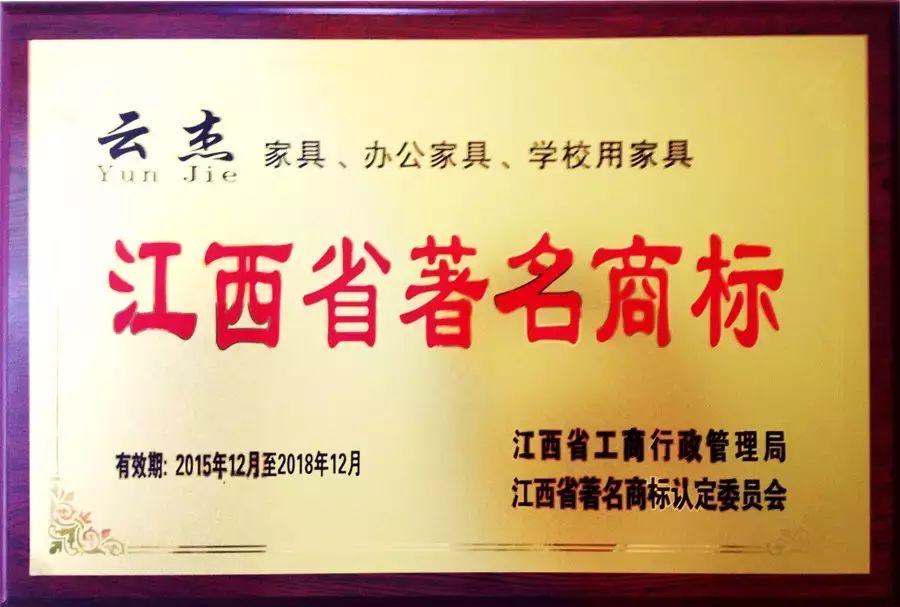 云杰 家具、办公家具、学校用家具
Yun Jie
江西省著名商标
有效期: 2015年12月至2018年12月
江西省工商行政管理局
江西省著名商标认定委员会